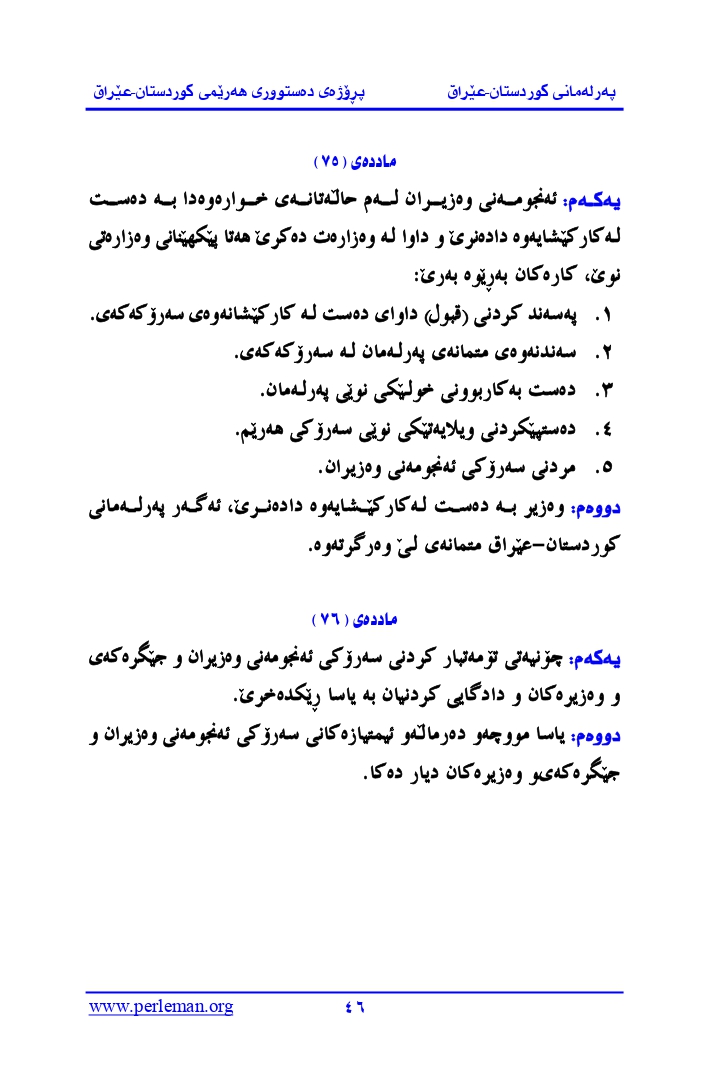 پەرلەمانی کوردستان-عێراق پڕۆژەی دەستووری هەرێمی کوردستان-عێراق
ماددەی (٧٥)
یەکەم: ئەنجومەنی وەزیران لەم حاڵەتانەی خوارەوەدا بە دەست
لەکارکێشایەوە دادەنرێ و داوا لە وەزارەت دەکرێ هەتا پێکهێنانی وەزارەتی
نوێ، کارەکان بەڕێوە بەرێ:
١. پەسەند کردنی (قبول) داوای دەست لە کارکێشانەوەی سەرۆکەکەی.
٢. سەندنەوەی متمانەی پەرلەمان لە سەرۆکەکەی.
٣. دەست بەکاربوونی خولێکی نوێی پەرلەمان.
٤. دەستپێکردنی ویلایەتێکی نوێی سەرۆکی هەرێم.
٥. مردنی سەرۆکی ئەنجومەنی وەزیران.
دووەم: وەزیر بە دەست لەکارکێشایەوە دادەنرێ، ئەگەر پەرلەمانی
کوردستان–عێراق متمانەی لێ وەرگرتەوە.
ماددەی (٧٦)
یەکەم: چۆنیەتی تۆمەتبار کردنی سەرۆکی ئەنجومەنی وەزیران و جێگرەکەی
و وەزیرەکان و دادگایی کردنیان بە یاسا ڕێکدەخرێ.
دووەم: یاسا مووچەو دەرماڵەو ئیمتیازەکانی سەرۆکی ئەنجومەنی وەزیران و
جێگرەکەی‌و وەزیرەکان دیار دەکا.
www.perleman.org ٤٦